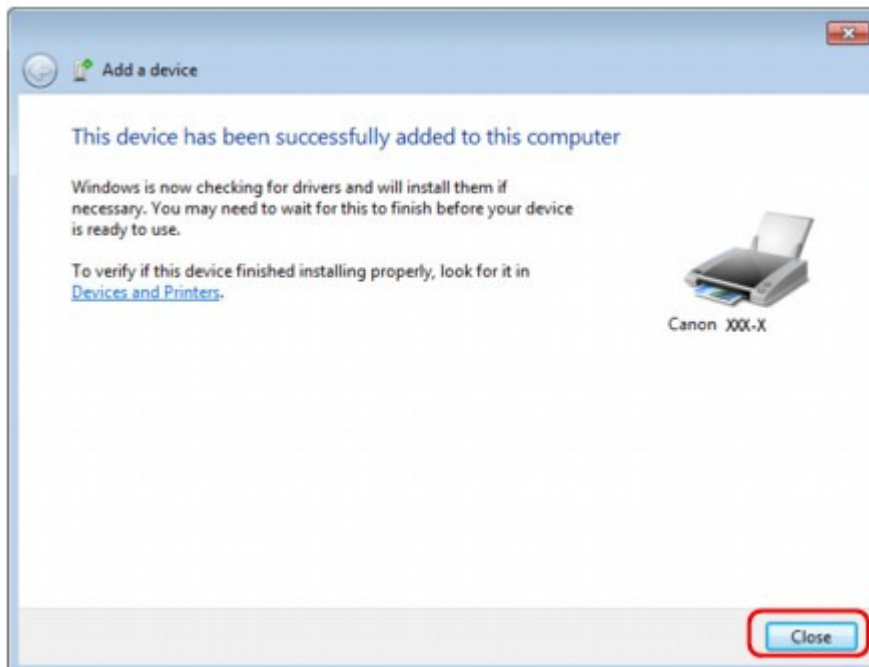 Add a device
This device has been successfully added to this computer
Windows is now checking for drivers and will install them if
necessary. You may need to wait for this to finish before your device
is ready to use.
To verify if this device finished installing properly, look for it in
Devices and Printers.
Canon XXX-X
Close